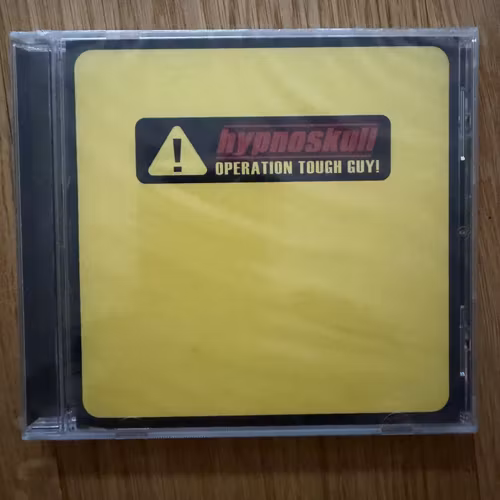 !
hypnoskull
OPERATION TOUGH GUY!